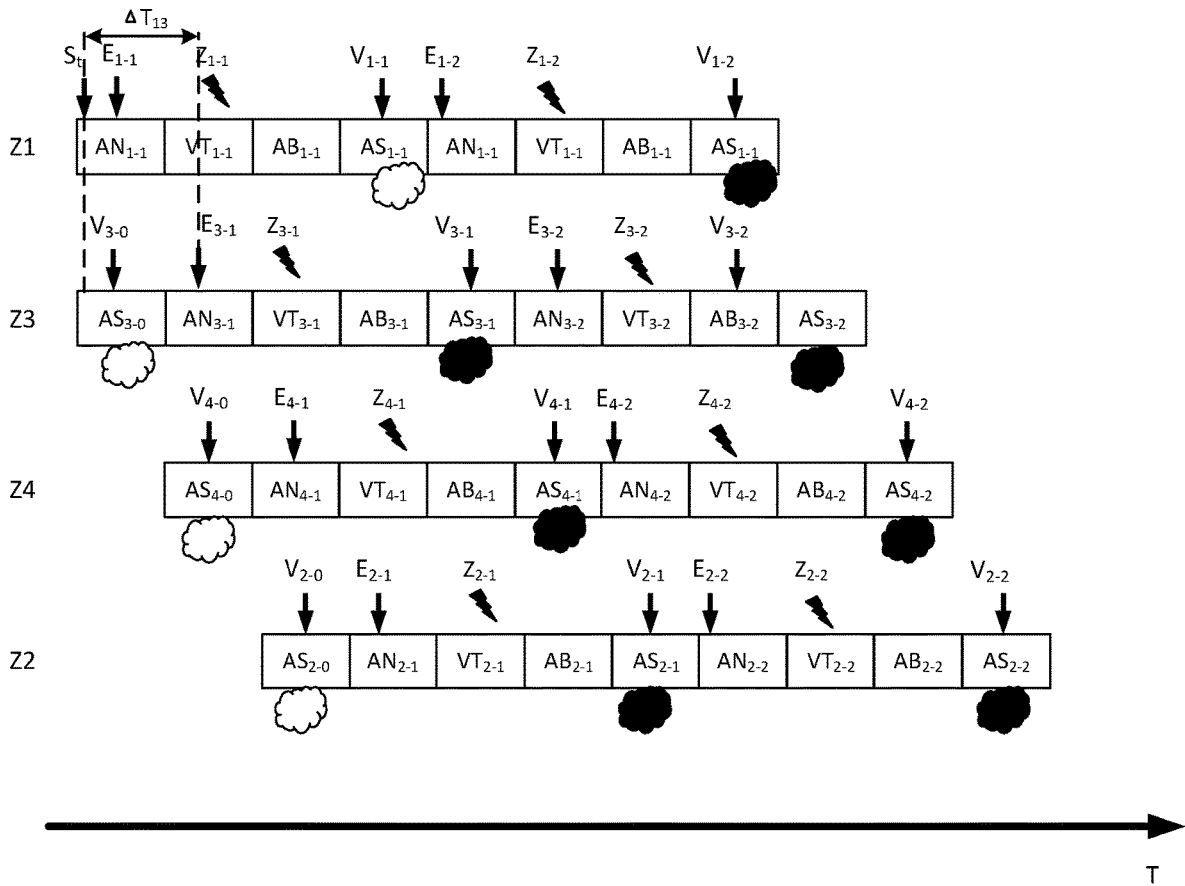 Δ T₁₃
Sₜ E₁₋₁ Z₁₋₁ V₁₋₁ E₁₋₂ Z₁₋₂ V₁₋₂
Z1 AN₁₋₁ VT₁₋₁ AB₁₋₁ AS₁₋₁ AN₁₋₁ VT₁₋₁ AB₁₋₁ AS₁₋₁
V₃₋₀ E₃₋₁ Z₃₋₁ V₃₋₁ E₃₋₂ Z₃₋₂ V₃₋₂
Z3 AS₃₋₀ AN₃₋₁ VT₃₋₁ AB₃₋₁ AS₃₋₁ AN₃₋₂ VT₃₋₂ AB₃₋₂ AS₃₋₂
V₄₋₀ E₄₋₁ Z₄₋₁ V₄₋₁ E₄₋₂ Z₄₋₂ V₄₋₂
Z4 AS₄₋₀ AN₄₋₁ VT₄₋₁ AB₄₋₁ AS₄₋₁ AN₄₋₂ VT₄₋₂ AB₄₋₂ AS₄₋₂
V₂₋₀ E₂₋₁ Z₂₋₁ V₂₋₁ E₂₋₂ Z₂₋₂ V₂₋₂
Z2 AS₂₋₀ AN₂₋₁ VT₂₋₁ AB₂₋₁ AS₂₋₁ AN₂₋₂ VT₂₋₂ AB₂₋₂ AS₂₋₂
T